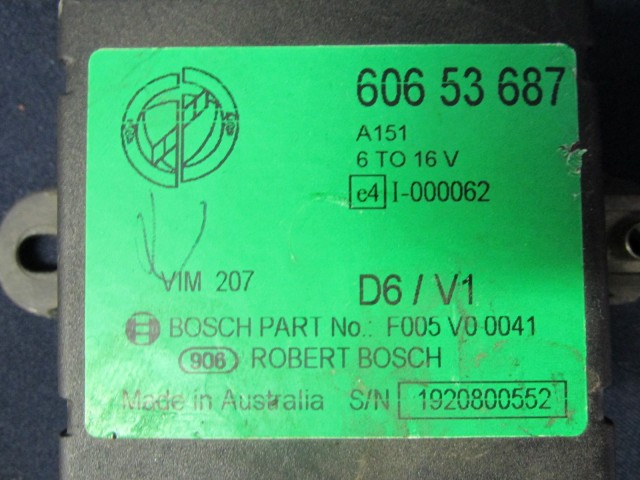 606 53 687
A151
6 TO 16 V
e4 I-000062
VIM 207
D6 / V1
BOSCH PART No.: F005 V0 0041
906 ROBERT BOSCH
Made in Australia S/N 1920800552